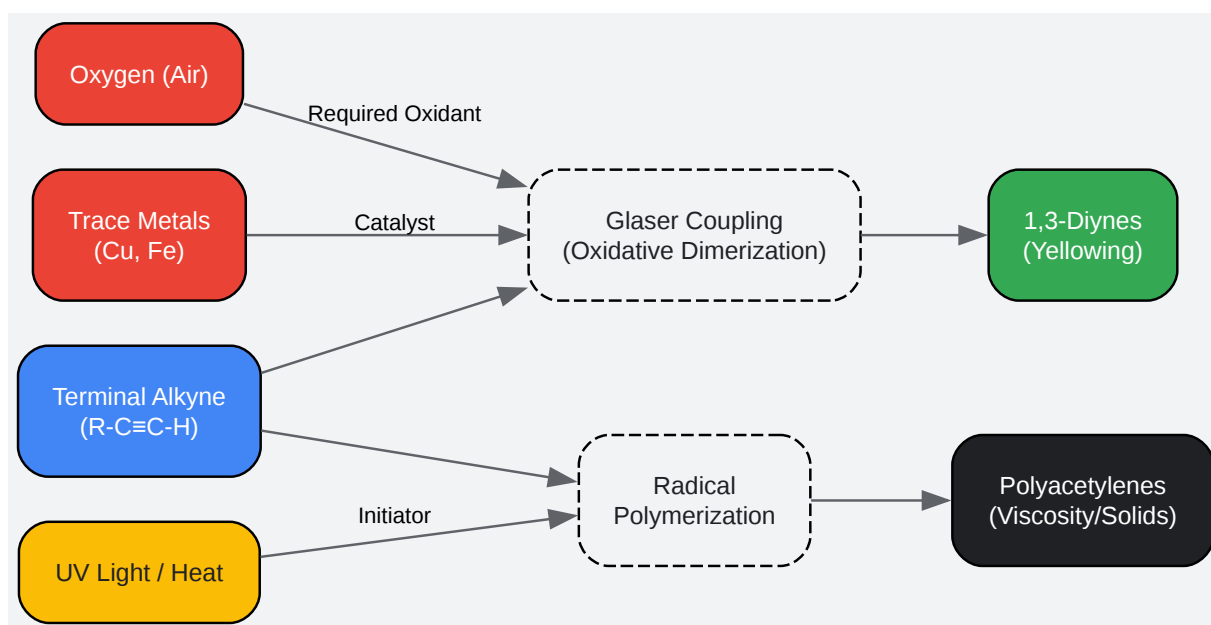 Oxygen (Air)
Required Oxidant
Trace Metals
(Cu, Fe)
Catalyst
Glaser Coupling
(Oxidative Dimerization)
1,3-Diynes
(Yellowing)
Terminal Alkyne
(R-C≡C-H)
UV Light / Heat
Initiator
Radical
Polymerization
Polyacetylenes
(Viscosity/Solids)